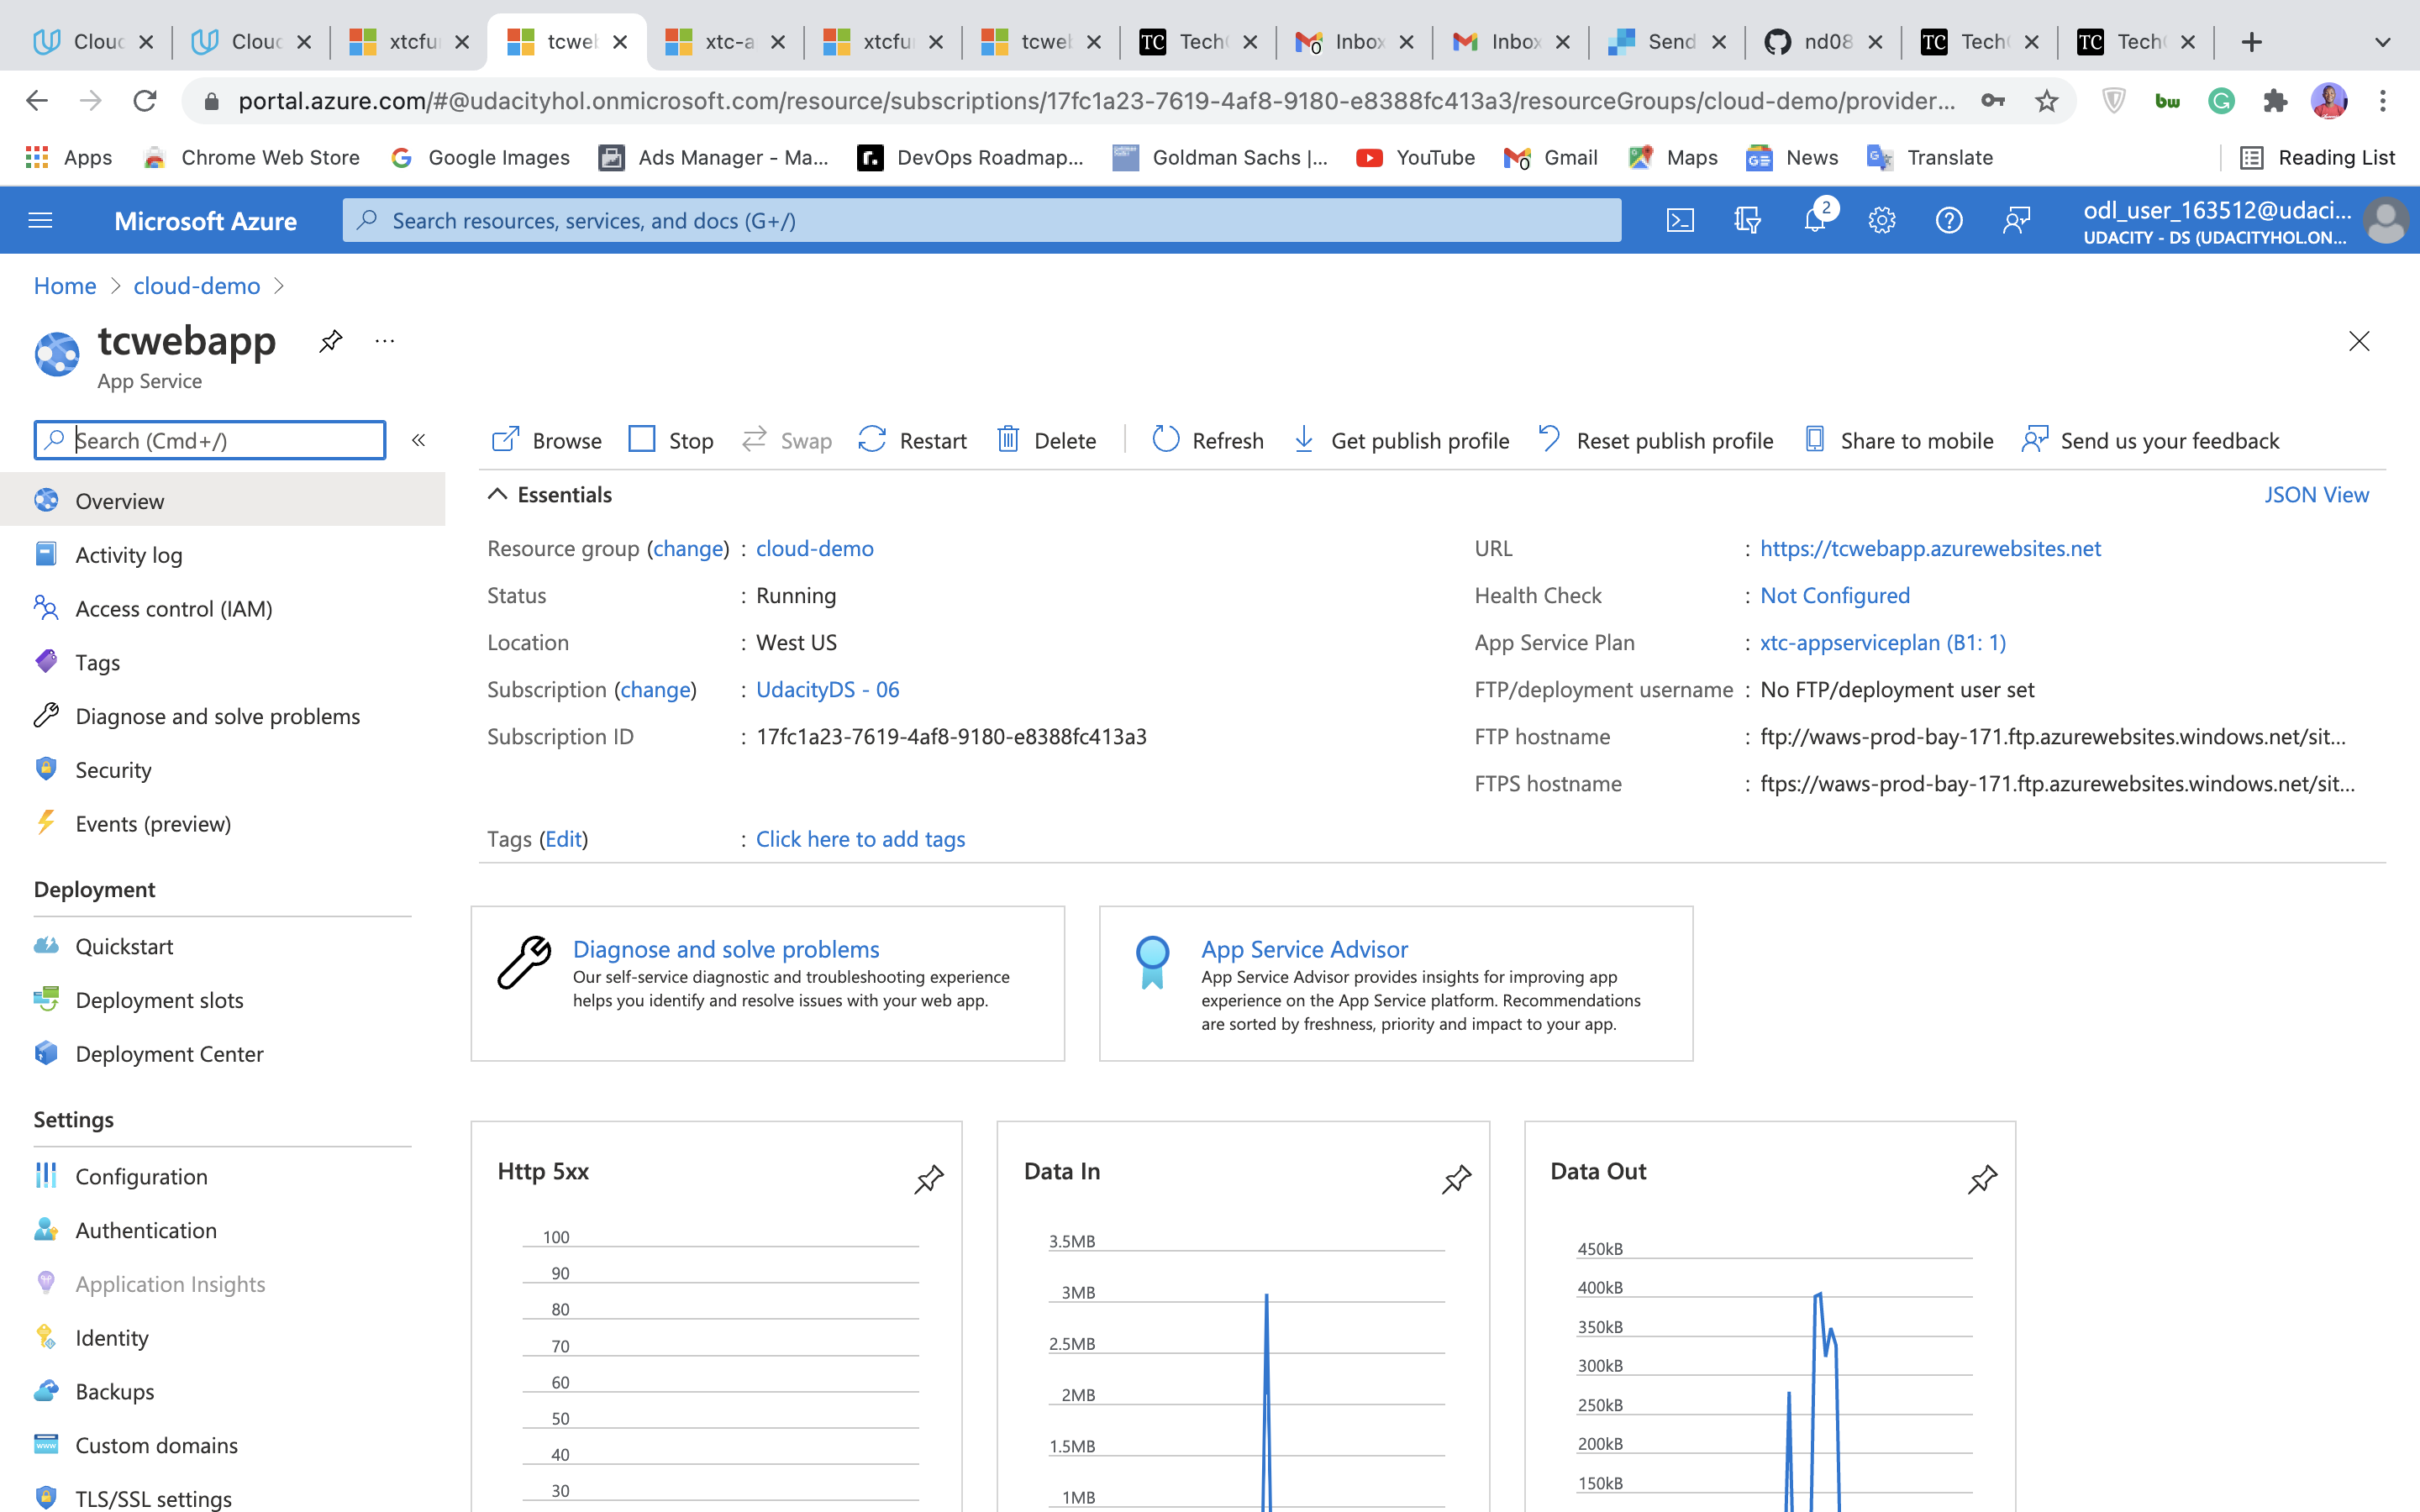 Clouc
Clouc
xtcfu
tcweb
xtc-a
xtcfu
tcweb
TC Tech
0 Inbox
Inbox
Send
nd08
TC Tech
TC Tech
portal.azure.com/#@udacityhol.onmicrosoft.com/resource/subscriptions/17fc1a23-7619-4af8-9180-e8388fc413a3/resourceGroups/cloud-demo/provider...
bw
G
Apps
Chrome Web Store
Google Images
Ads Manager - Ma...
r. DevOps Roadmap...
Goldman Sachs |...
YouTube
0 Gmail
Maps
News
Translate
Reading List
Microsoft Azure
Search resources, services, and docs (G+/)
2
odl_user_163512@udaci...
UDACITY - DS (UDACITYHOL.ON...
Home > cloud-demo >
tcwebapp
...
App Service
Search (Cmd+/)
«
Browse
Stop
Swap
Restart
Delete
Refresh
Get publish profile
Reset publish profile
Share to mobile
Send us your feedback
Overview
Activity log
Access control (IAM)
Tags
Diagnose and solve problems
Security
Events (preview)
Deployment
Quickstart
Deployment slots
Deployment Center
Settings
Configuration
Authentication
Application Insights
Identity
Backups
Custom domains
TLS/SSL settings
Essentials
JSON View
Resource group (change) : cloud-demo
Status : Running
Location : West US
Subscription (change) : UdacityDS - 06
Subscription ID : 17fc1a23-7619-4af8-9180-e8388fc413a3
Tags (Edit) : Click here to add tags
URL : https://tcwebapp.azurewebsites.net
Health Check : Not Configured
App Service Plan : xtc-appserviceplan (B1: 1)
FTP/deployment username : No FTP/deployment user set
FTP hostname : ftp://waws-prod-bay-171.ftp.azurewebsites.windows.net/sit...
FTPS hostname : ftps://waws-prod-bay-171.ftp.azurewebsites.windows.net/sit...
Diagnose and solve problems
Our self-service diagnostic and troubleshooting experience
helps you identify and resolve issues with your web app.
App Service Advisor
App Service Advisor provides insights for improving app
experience on the App Service platform. Recommendations
are sorted by freshness, priority and impact to your app.
Http 5xx
100
90
80
70
60
50
40
30
Data In
3.5MB
3MB
2.5MB
2MB
1.5MB
1MB
Data Out
450kB
400kB
350kB
300kB
250kB
200kB
150kB